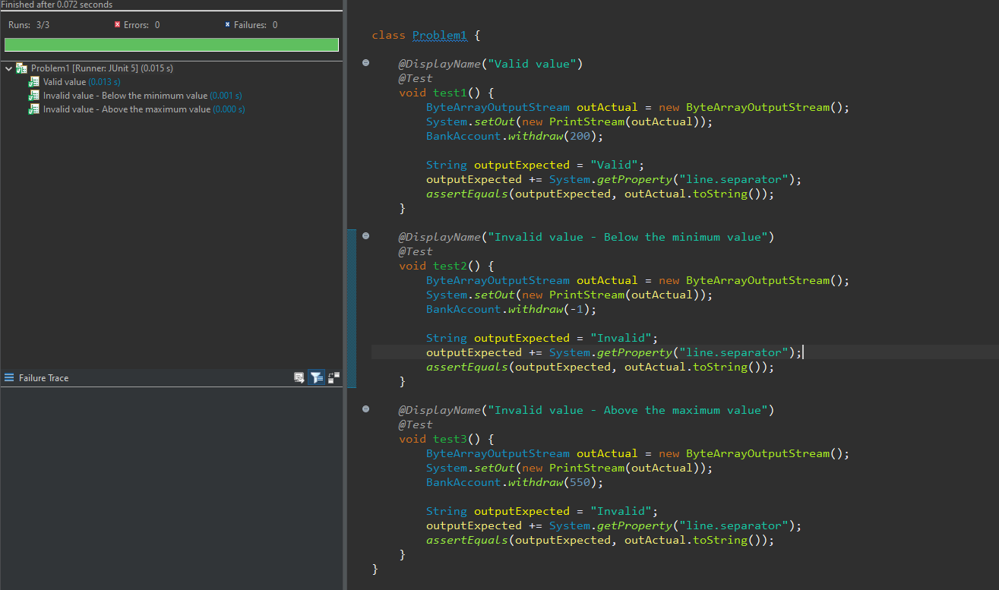 Finished after 0.072 seconds
Runs: 3/3 Errors: 0 Failures: 0
Problem1 [Runner: JUnit 5] (0.015 s)
Valid value (0.013 s)
Invalid value - Below the minimum value (0.001 s)
Invalid value - Above the maximum value (0.000 s)
Failure Trace
class Problem1 {
@DisplayName("Valid value")
@Test
void test1() {
ByteArrayOutputStream outActual = new ByteArrayOutputStream();
System.setOut(new PrintStream(outActual));
BankAccount.withdraw(200);
String outputExpected = "Valid";
outputExpected += System.getProperty("line.separator");
assertEquals(outputExpected, outActual.toString());
}
@DisplayName("Invalid value - Below the minimum value")
@Test
void test2() {
ByteArrayOutputStream outActual = new ByteArrayOutputStream();
System.setOut(new PrintStream(outActual));
BankAccount.withdraw(-1);
String outputExpected = "Invalid";
outputExpected += System.getProperty("line.separator");
assertEquals(outputExpected, outActual.toString());
}
@DisplayName("Invalid value - Above the maximum value")
@Test
void test3() {
ByteArrayOutputStream outActual = new ByteArrayOutputStream();
System.setOut(new PrintStream(outActual));
BankAccount.withdraw(550);
String outputExpected = "Invalid";
outputExpected += System.getProperty("line.separator");
assertEquals(outputExpected, outActual.toString());
}
}